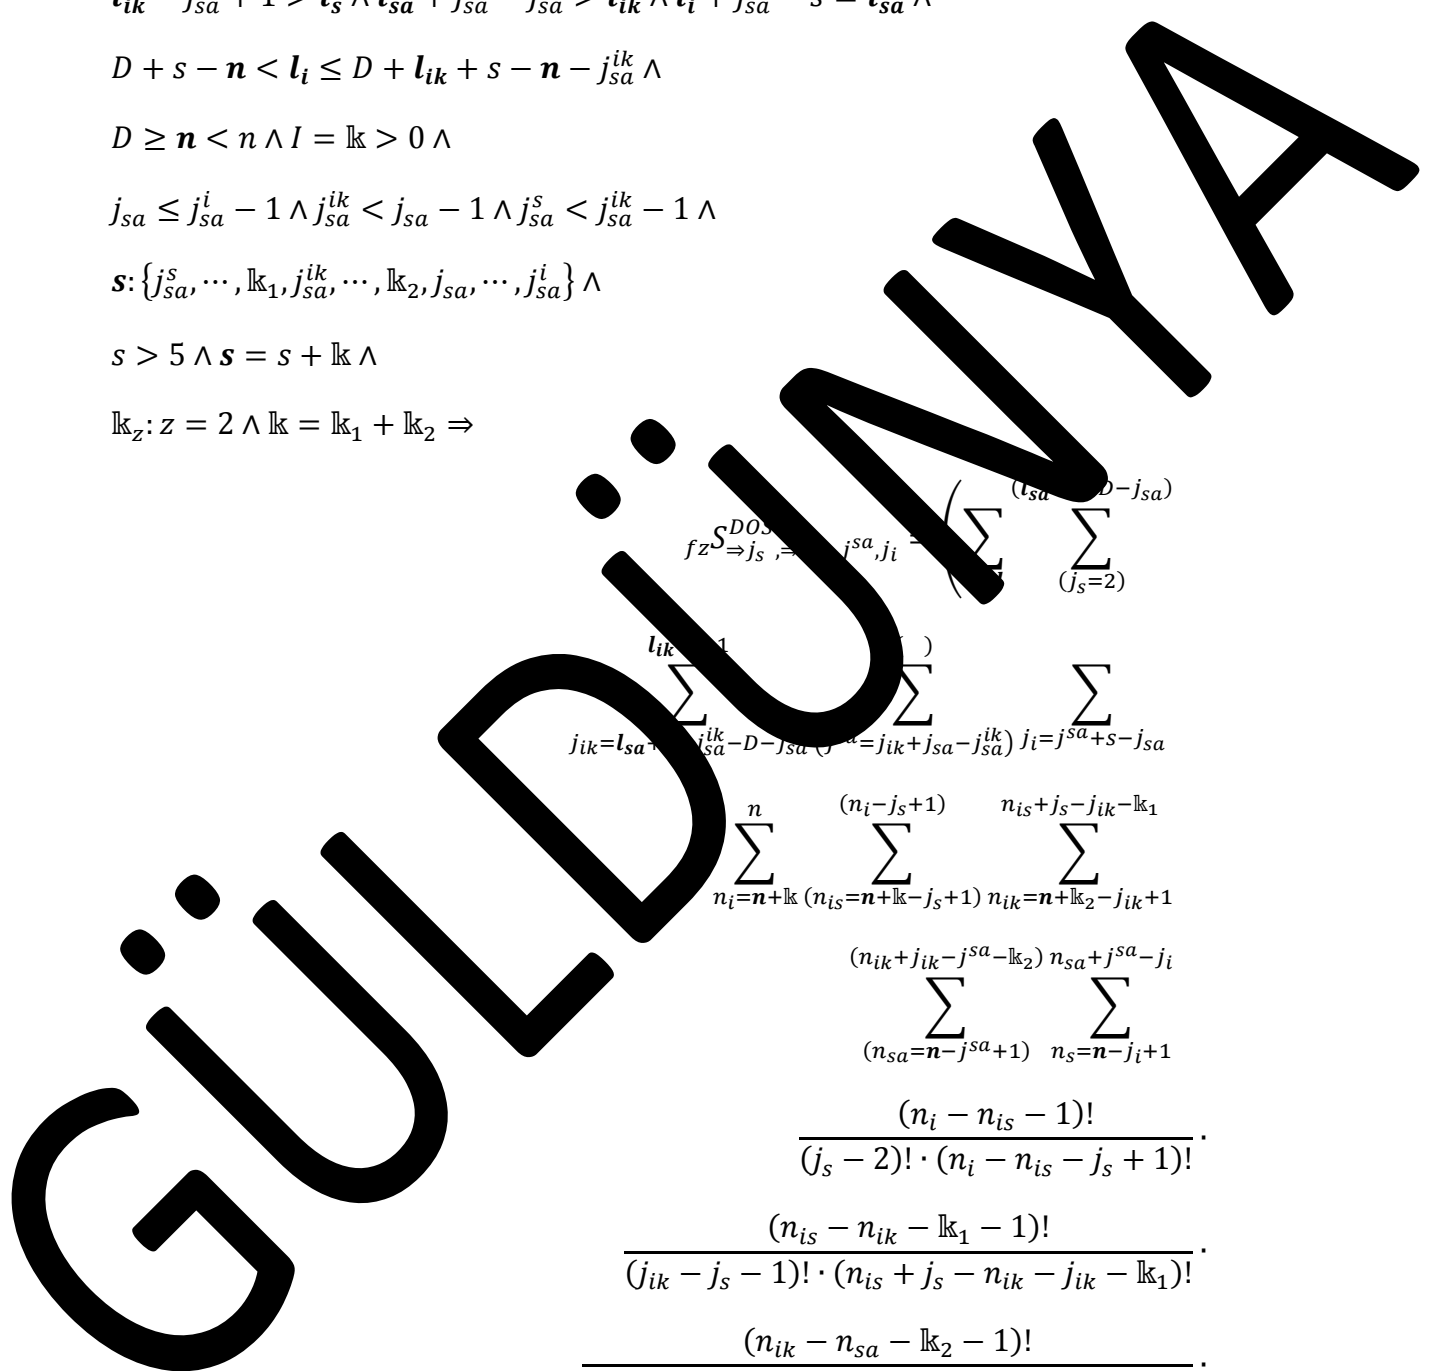 D + s − n < l_i ≤ D + l_ik + s − n − j_sa^ik ∧
D ≥ n < n ∧ I = 𝕜 > 0 ∧
j_sa ≤ j_sa^i − 1 ∧ j_sa^ik < j_sa − 1 ∧ j_sa^s < j_sa^ik − 1 ∧
s: {j_sa^s, ⋯ , 𝕜_1, j_sa^ik, ⋯ , 𝕜_2, j_sa, ⋯ , j_sa^i} ∧
s > 5 ∧ s = s + 𝕜 ∧
𝕜_z: z = 2 ∧ 𝕜 = 𝕜_1 + 𝕜_2 ⇒
∑ ∑
(j_s=2)
) 
∑ ∑ ∑
j_i=j^sa+s−j_sa
n (n_i−j_s+1) n_is+j_s−j_ik−𝕜_1
∑ ∑ ∑
n_i=n+𝕜 (n_is=n+𝕜−j_s+1) n_ik=n+𝕜_2−j_ik+1
(n_ik+j_ik−j^sa−𝕜_2) n_sa+j^sa−j_i
∑ ∑
(n_sa=n−j^sa+1) n_s=n−j_i+1
(n_i − n_is − 1)!
(j_s − 2)! · (n_i − n_is − j_s + 1)! ·
(n_is − n_ik − 𝕜_1 − 1)!
(j_ik − j_s − 1)! · (n_is + j_s − n_ik − j_ik − 𝕜_1)! ·
(n_ik − n_sa − 𝕜_2 − 1)! ·
GÜLDÜNYA